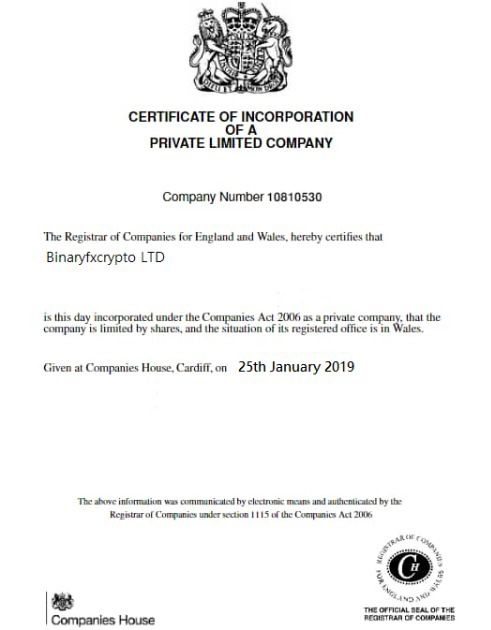 CERTIFICATE OF INCORPORATION
OF A
PRIVATE LIMITED COMPANY
Company Number 10810530
The Registrar of Companies for England and Wales, hereby certifies that
Binaryfxcrypto LTD
is this day incorporated under the Companies Act 2006 as a private company, that the
company is limited by shares, and the situation of its registered office is in Wales.
Given at Companies House, Cardiff, on 25th January 2019
The above information was communicated by electronic means and authenticated by the
Registrar of Companies under section 1115 of the Companies Act 2006
REGISTRAR OF COMPANIES
FOR ENGLAND AND WALES
CH
Companies House
THE OFFICIAL SEAL OF THE
REGISTRAR OF COMPANIES